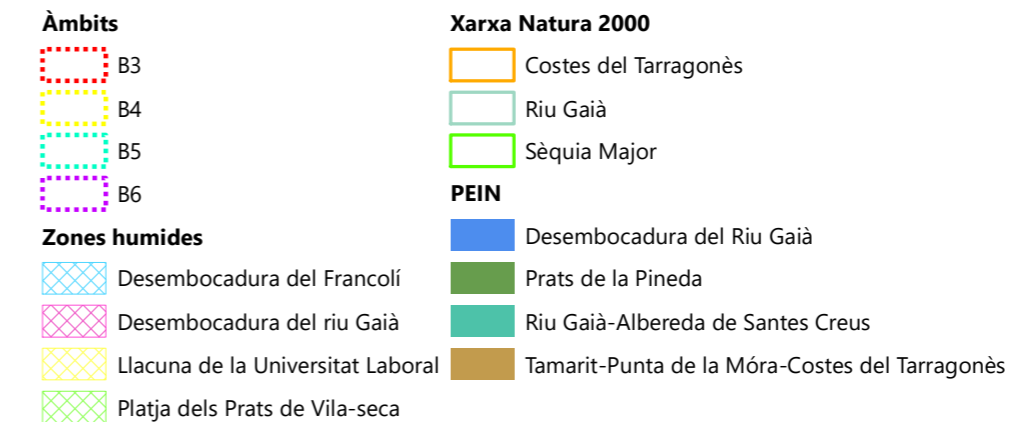 Àmbits
B3
B4
B5
B6
Zones humides
Desembocadura del Francolí
Desembocadura del riu Gaià
Llacuna de la Universitat Laboral
Platja dels Prats de Vila-seca
Xarxa Natura 2000
Costes del Tarragonès
Riu Gaià
Sèquia Major
PEIN
Desembocadura del Riu Gaià
Prats de la Pineda
Riu Gaià-Albereda de Santes Creus
Tamarit-Punta de la Móra-Costes del Tarragonès